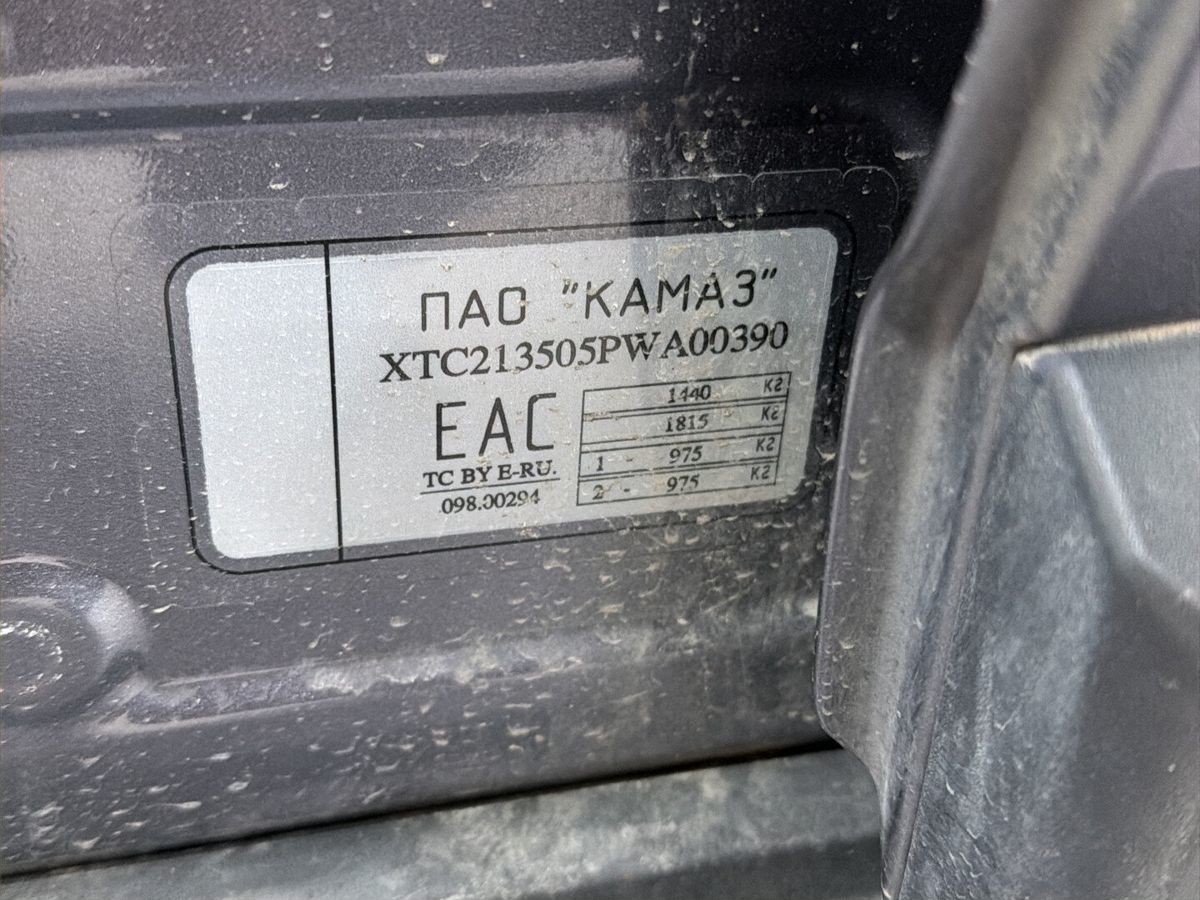 ПАО "КАМАЗ"
XTC213505PWA00390
EAC
TC BY E-RU.
098.00294
1440 кг
1815 кг
1 - 975 кг
2 - 975 кг